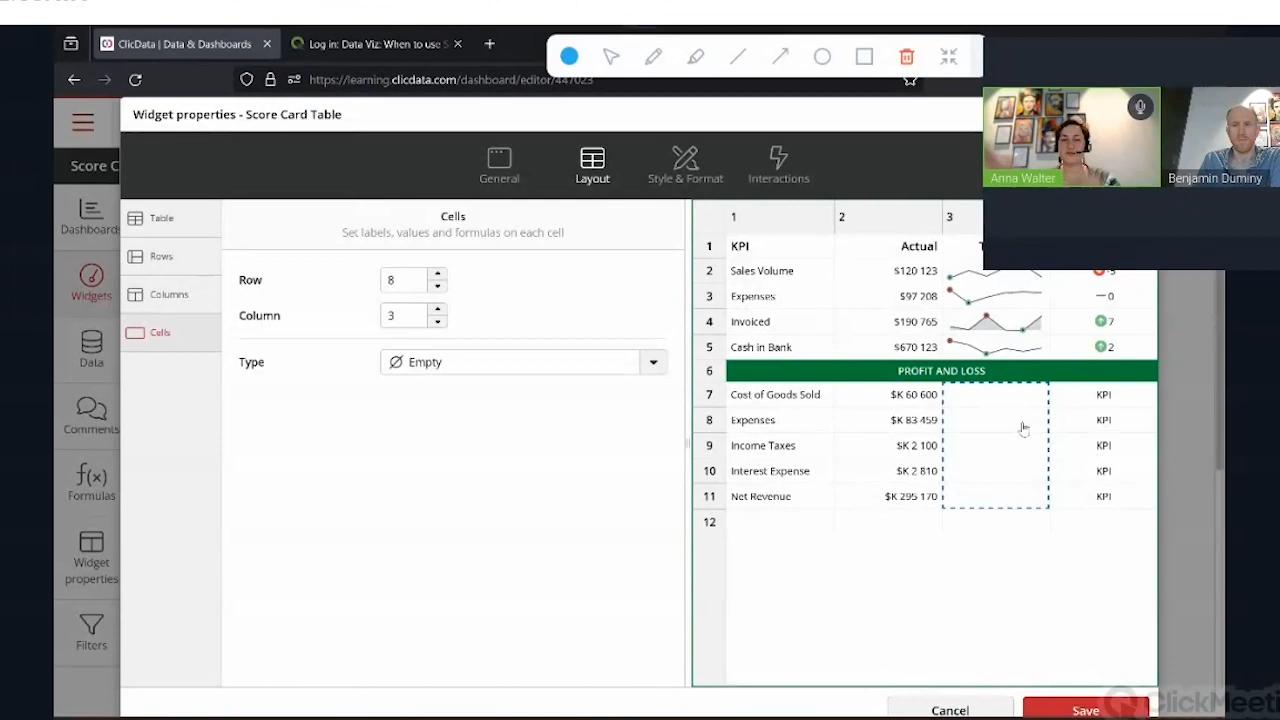 ClicData | Data & Dashboards
Log in: Data Viz: When to use S
https://learning.clicdata.com/dashboard/editor/447023
Widget properties - Score Card Table
Anna Walter
Benjamin Duminy
Score C
General
Layout
Style & Format
Interactions
Dashboard
Widgets
Data
Comments
f(x)
Formulas
Widget
properties
Filters
Table
Rows
Columns
Cells
Cells
Set labels, values and formulas on each cell
Row 8
Column 3
Type Empty
1 2 3
1 KPI Actual
2 Sales Volume $120 123 -5
3 Expenses $97 208 0
4 Invoiced $190 765 7
5 Cash in Bank $670 123 2
6 PROFIT AND LOSS
7 Cost of Goods Sold $K 60 600 KPI
8 Expenses $K 83 459 KPI
9 Income Taxes $K 2 100 KPI
10 Interest Expense $K 2 810 KPI
11 Net Revenue $K 295 170 KPI
12
Cancel
Save
ClickMeeti